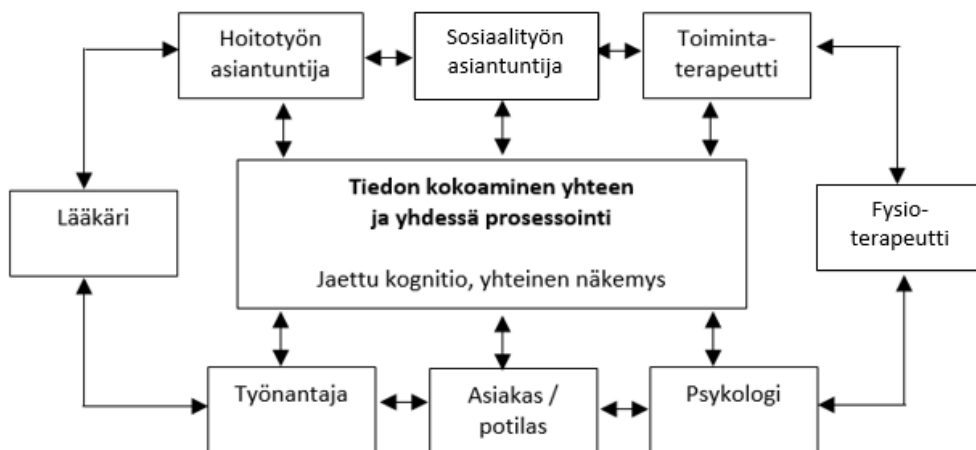 Hoitotyön
asiantuntija
Sosiaalityön
asiantuntija
Toiminta-
terapeutti
Lääkäri
Tiedon kokoaminen yhteen
ja yhdessä prosessointi
Jaettu kognitio, yhteinen näkemys
Fysio-
terapeutti
Työnantaja
Asiakas /
potilas
Psykologi